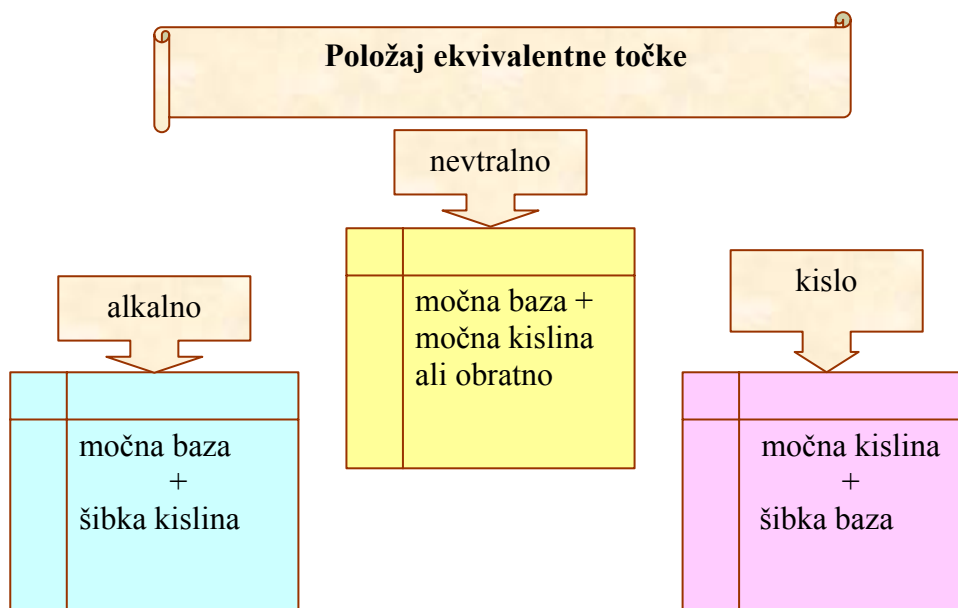 Položaj ekvivalentne točke
nevtralno
močna baza +
močna kislina
ali obratno
alkalno
močna baza
+
šibka kislina
kislo
močna kislina
+
šibka baza